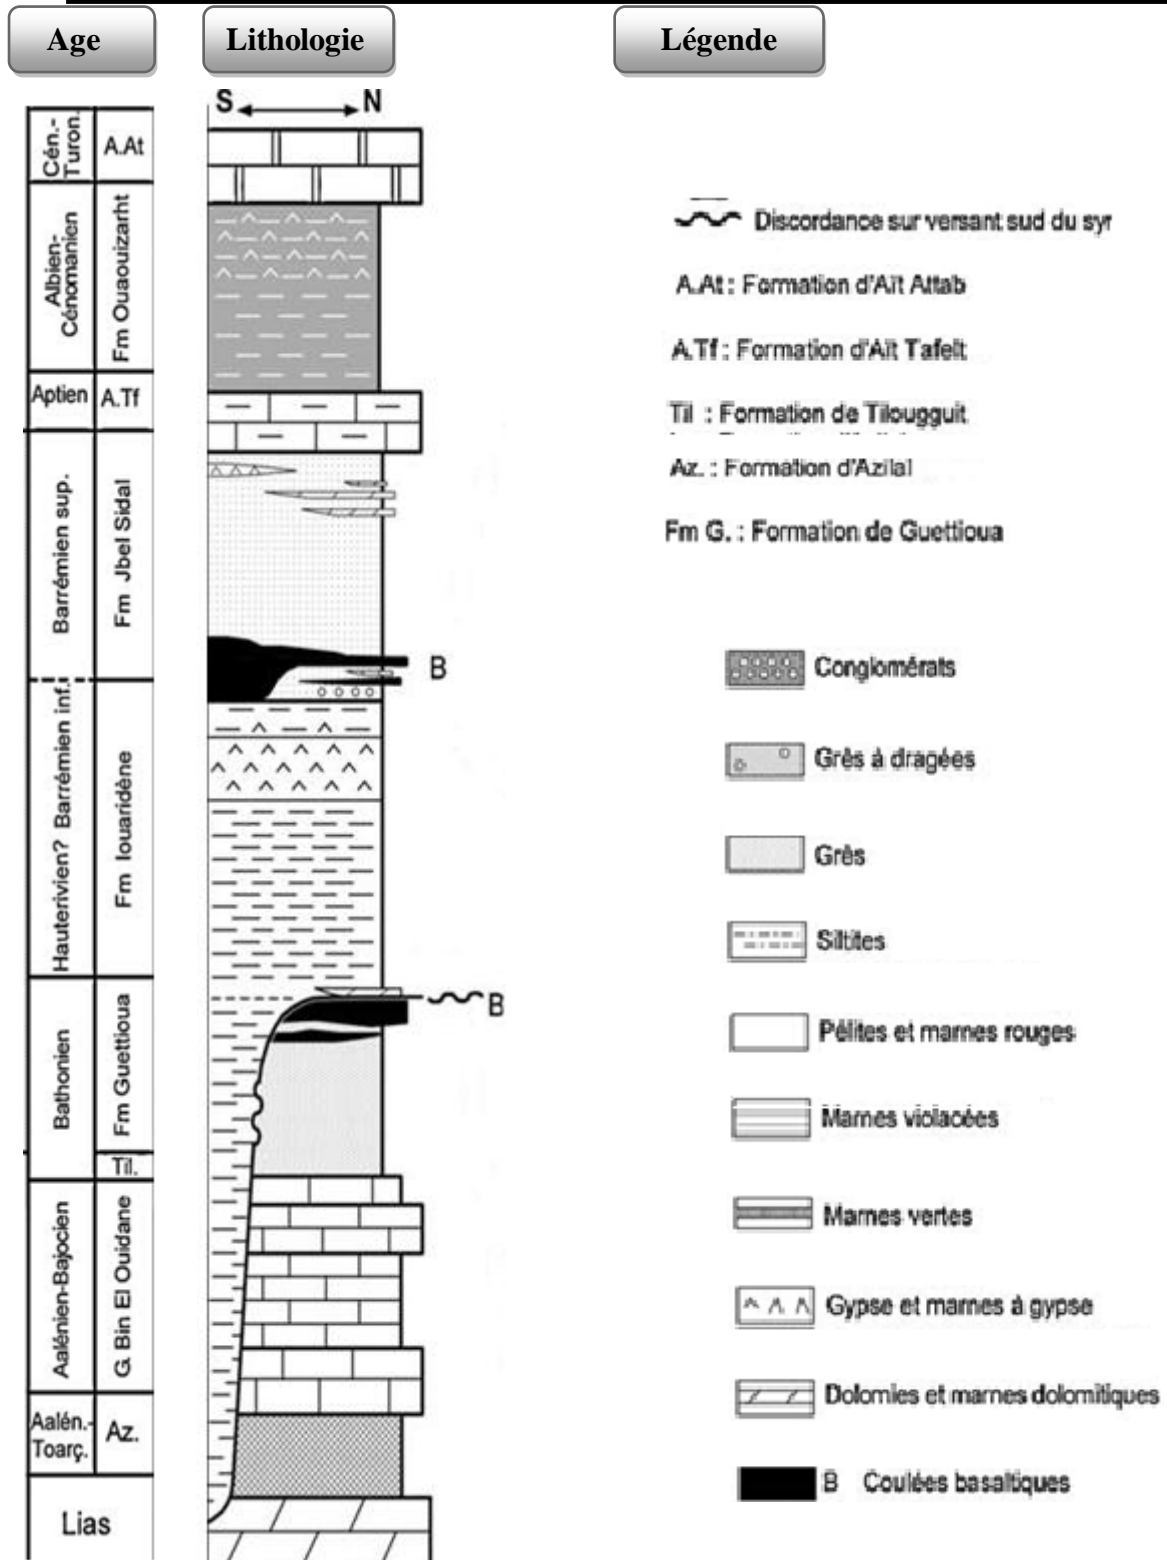 Age
Lithologie
Légende
S N
Cén.-
Turon.
A.At
Albien-
Cénomanien
Fm Ouaouizarht
Aptien
A.Tf
Barrémien sup.
Fm Jbel Sidal
B
Hauterivien? Barrémien inf.
Fm Iouaridène
B
Bathonien
Fm Guettioua
Til.
Aalénien-Bajocien
G. Bin El Ouidane
Aalén.-
Toarç.
Az.
Lias
Discordance sur versant sud du syr
A.At : Formation d'Aït Attab
A.Tf : Formation d'Aït Tafelt
Til : Formation de Tilougguit
Az. : Formation d'Azilal
Fm G. : Formation de Guettioua
Conglomérats
Grès à dragées
Grès
Siltites
Pélites et marnes rouges
Marnes violacées
Marnes vertes
Gypse et marnes à gypse
Dolomies et marnes dolomitiques
B Coulées basaltiques